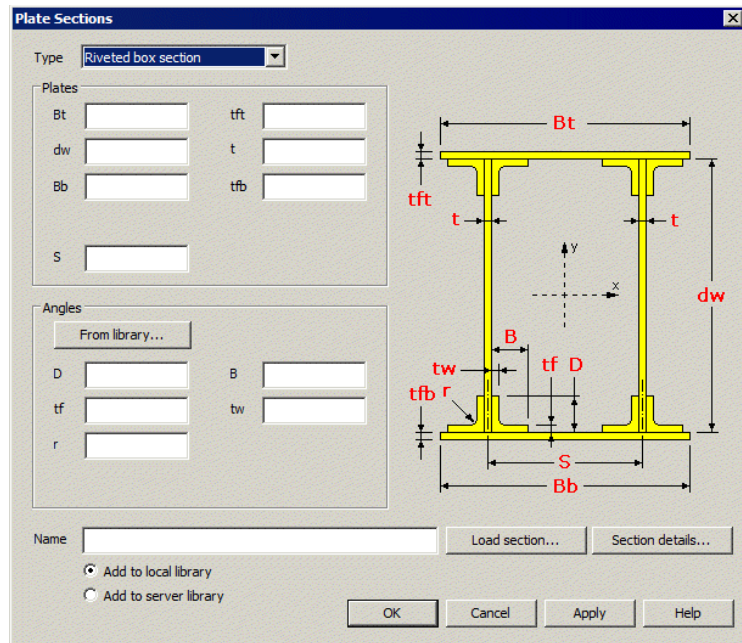 Plate Sections
Type Riveted box section
Plates
Bt tft
dw t
Bb tfb
S
Angles
From library...
D B
tf tw
r
Bt
tft
t t
y
x
dw
B
tw tf D
tfb r
S
Bb
Name Load section... Section details...
Add to local library
Add to server library
OK Cancel Apply Help